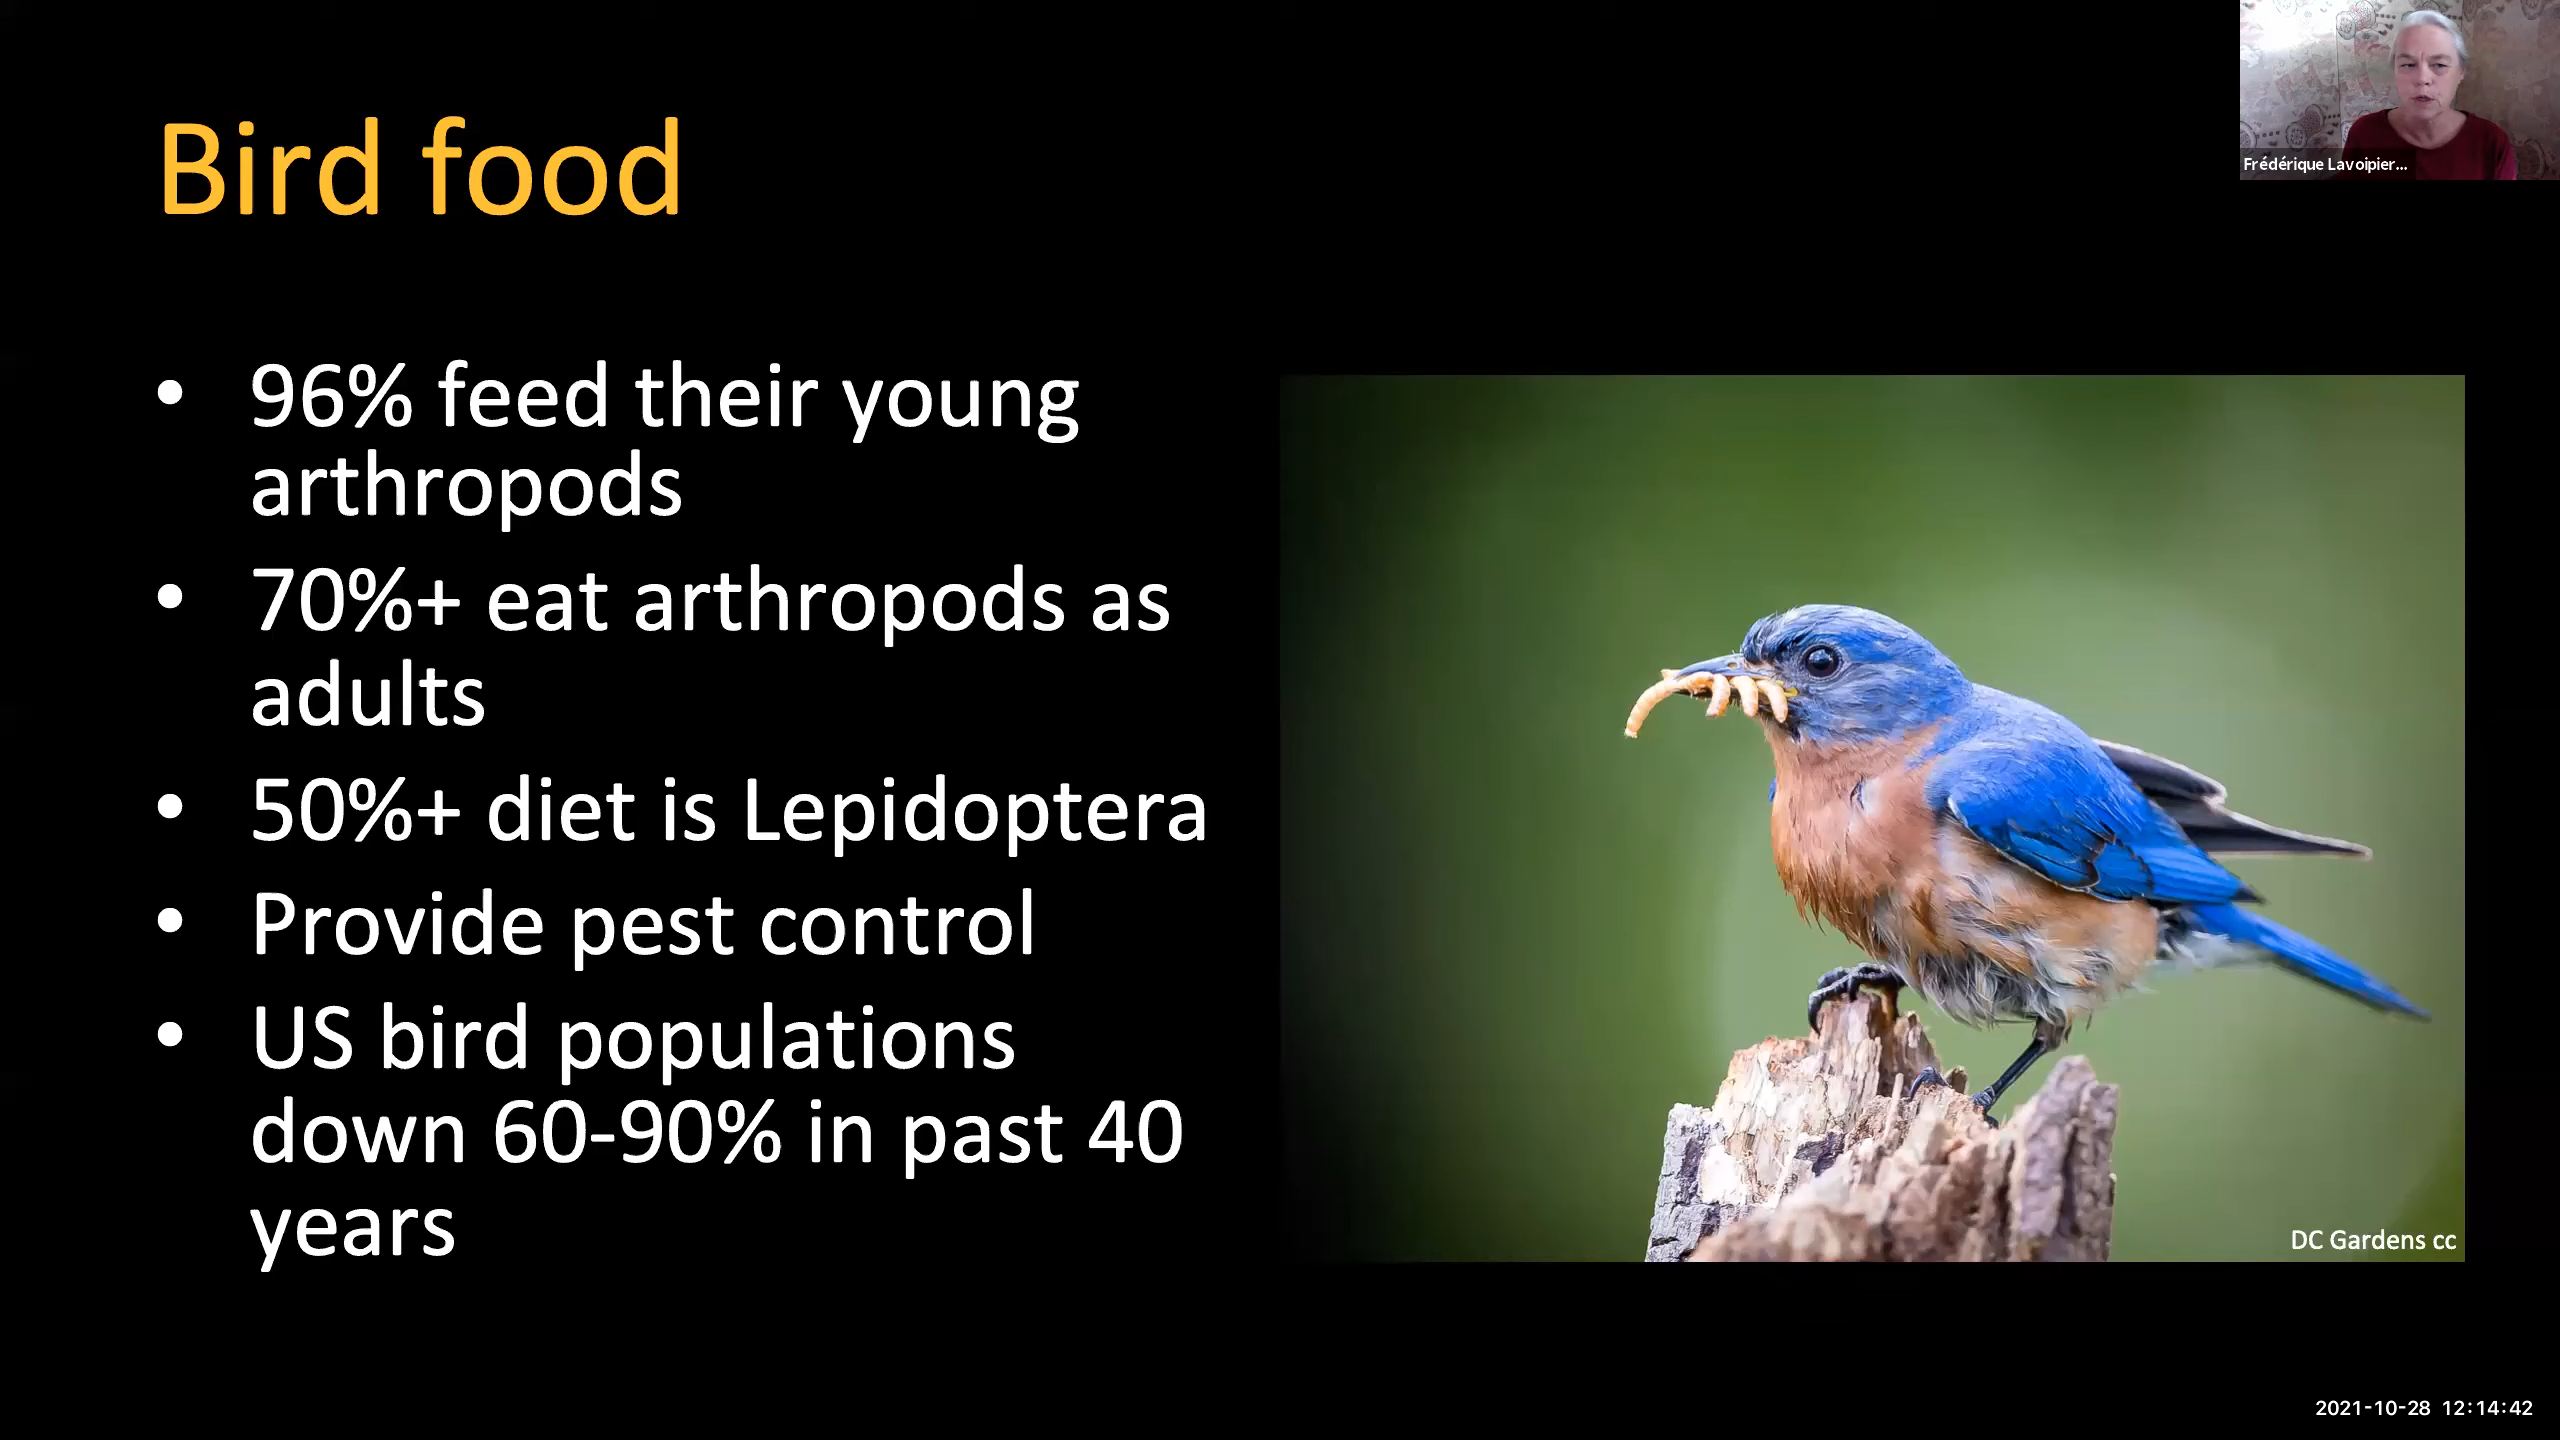 Bird food
Frédérique Lavoipier...
• 96% feed their young
arthropods
• 70%+ eat arthropods as
adults
• 50%+ diet is Lepidoptera
• Provide pest control
• US bird populations
down 60-90% in past 40
years
DC Gardens cc
2021-10-28 12:14:42